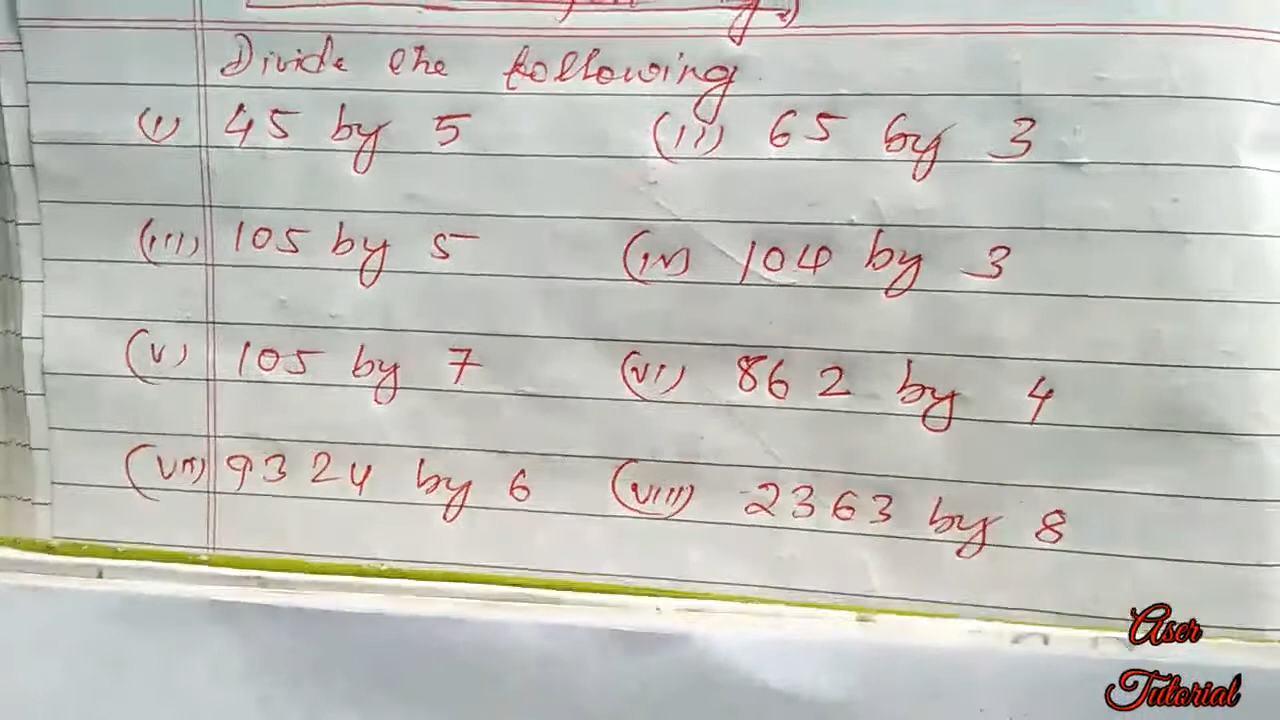 Divide the following
(i) 45 by 5 (ii) 65 by 3
(iii) 105 by 5 (iv) 104 by 3
(v) 105 by 7 (vi) 862 by 4
(vii) 9324 by 6 (viii) 2363 by 8
Aser
Tutorial